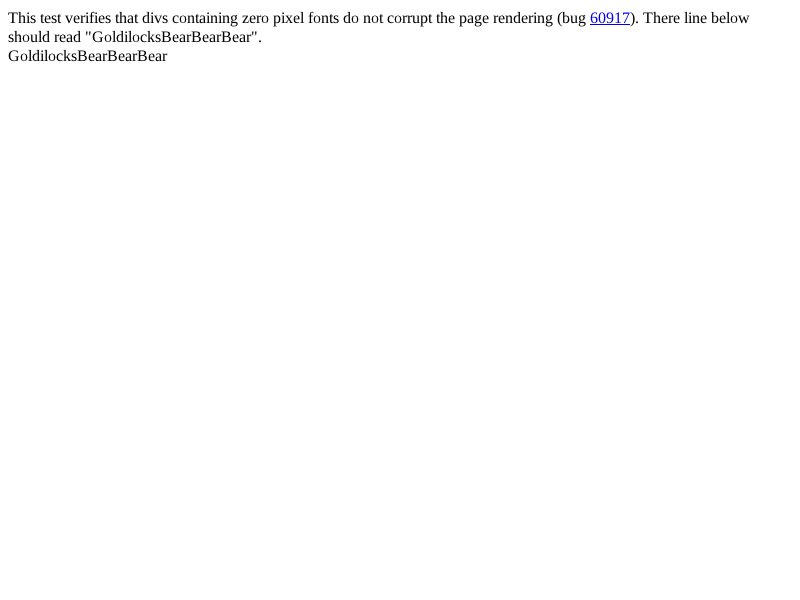 This test verifies that divs containing zero pixel fonts do not corrupt the page rendering (bug 60917). There line below
should read "GoldilocksBearBearBear".
GoldilocksBearBearBear